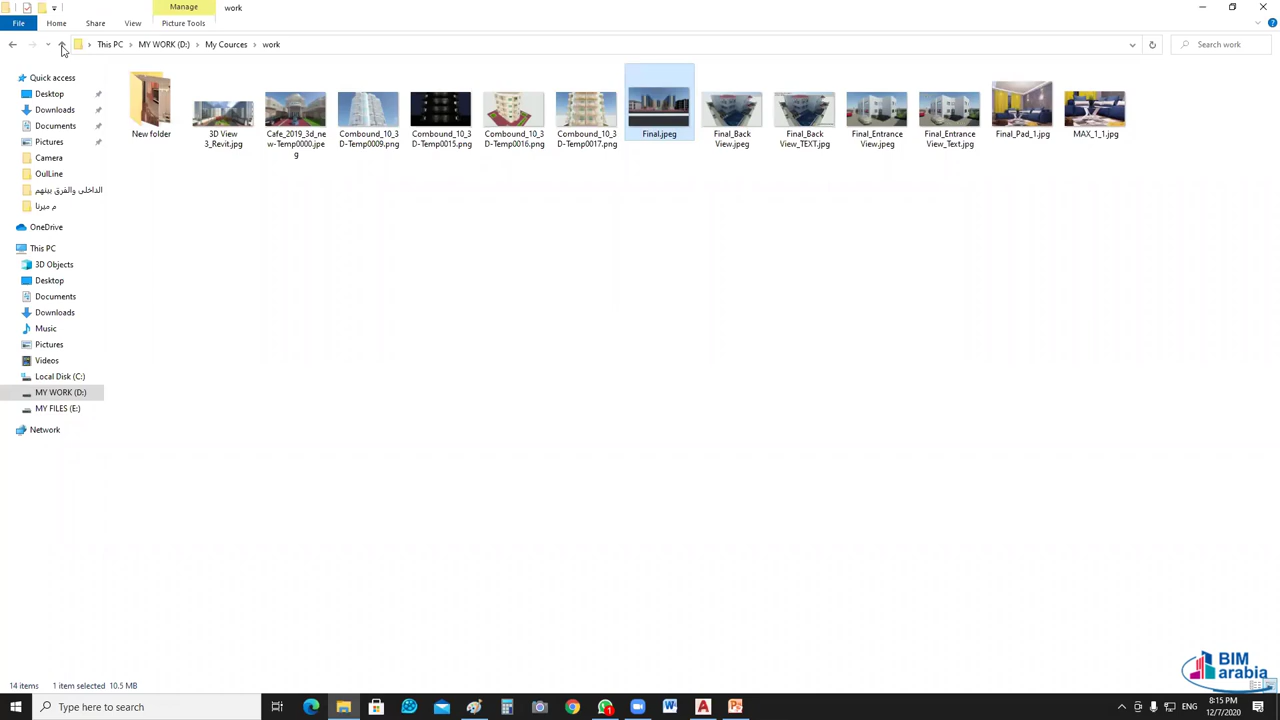 Manage
work
File
Home
Share
View
Picture Tools
This PC
MY WORK (D:)
My Cources
work
Search work
Quick access
Desktop
Downloads
Documents
Pictures
Camera
OulLine
الداخلى والفرق بينهم
م ميرنا
OneDrive
This PC
3D Objects
Desktop
Documents
Downloads
Music
Pictures
Videos
Local Disk (C:)
MY WORK (D:)
MY FILES (E:)
Network
New folder
3D View
3_Revit.jpg
Cafe_2019_3d_ne
w-Temp0000.jpe
g
Combound_10_3
D-Temp0009.png
Combound_10_3
D-Temp0015.png
Combound_10_3
D-Temp0016.png
Combound_10_3
D-Temp0017.png
Final.jpeg
Final_Back
View.jpeg
Final_Back
View_TEXT.jpg
Final_Entrance
View.jpeg
Final_Entrance
View_Text.jpg
Final_Pad_1.jpg
MAX_1_1.jpg
14 items
1 item selected 10.5 MB
BIM
arabia
Type here to search
ENG
8:15 PM
12/7/2020